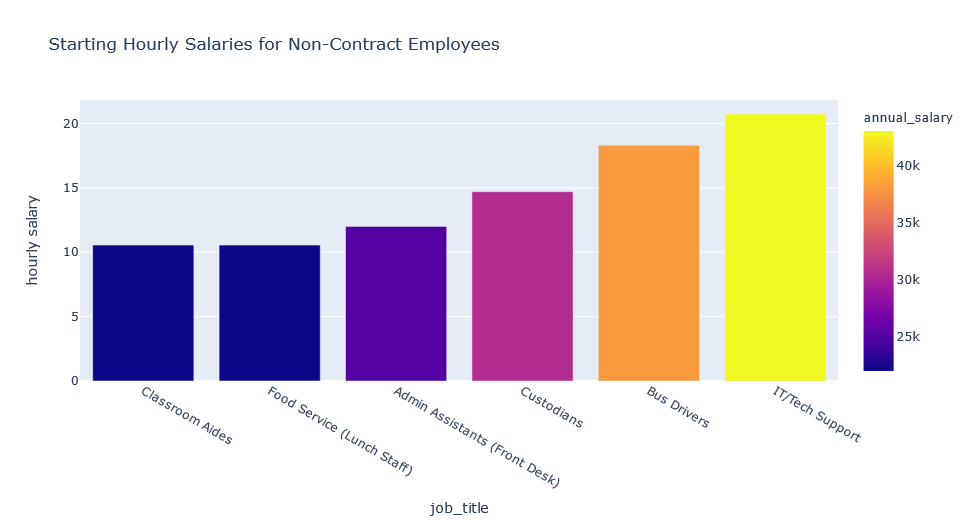 Starting Hourly Salaries for Non-Contract Employees
annual_salary
40k
35k
30k
25k
hourly salary
20
15
10
5
0
Classroom Aides
Food Service (Lunch Staff)
Admin Assistants (Front Desk)
Custodians
Bus Drivers
IT/Tech Support
job_title